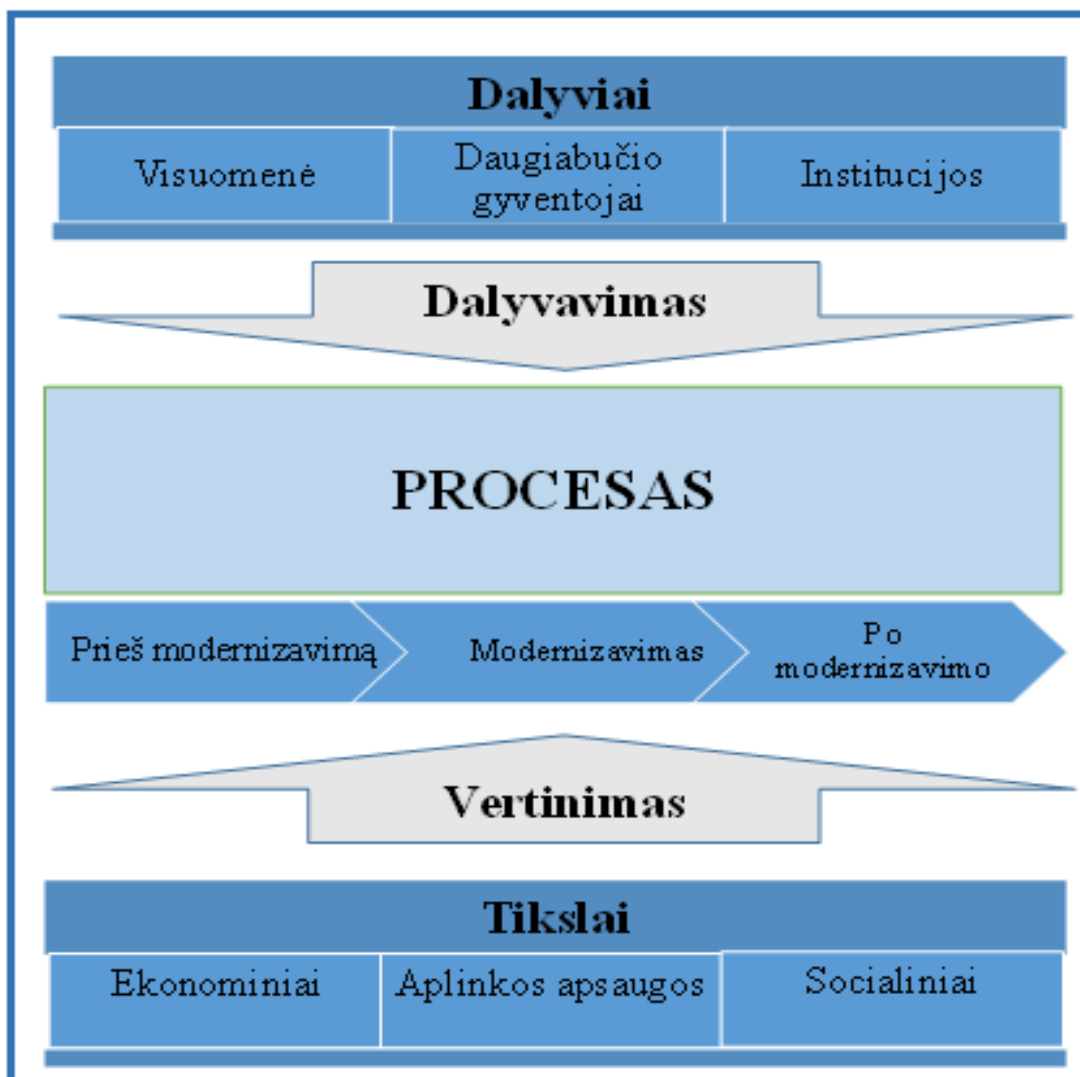 Dalyviai
Visuomenė
Daugiabučio
gyventojai
Institucijos
Dalyvavimas
PROCESAS
Prieš modernizavimą
Modernizavimas
Po
modernizavimo
Vertinimas
Tikslai
Ekonominiai
Aplinkos apsaugos
Socialiniai